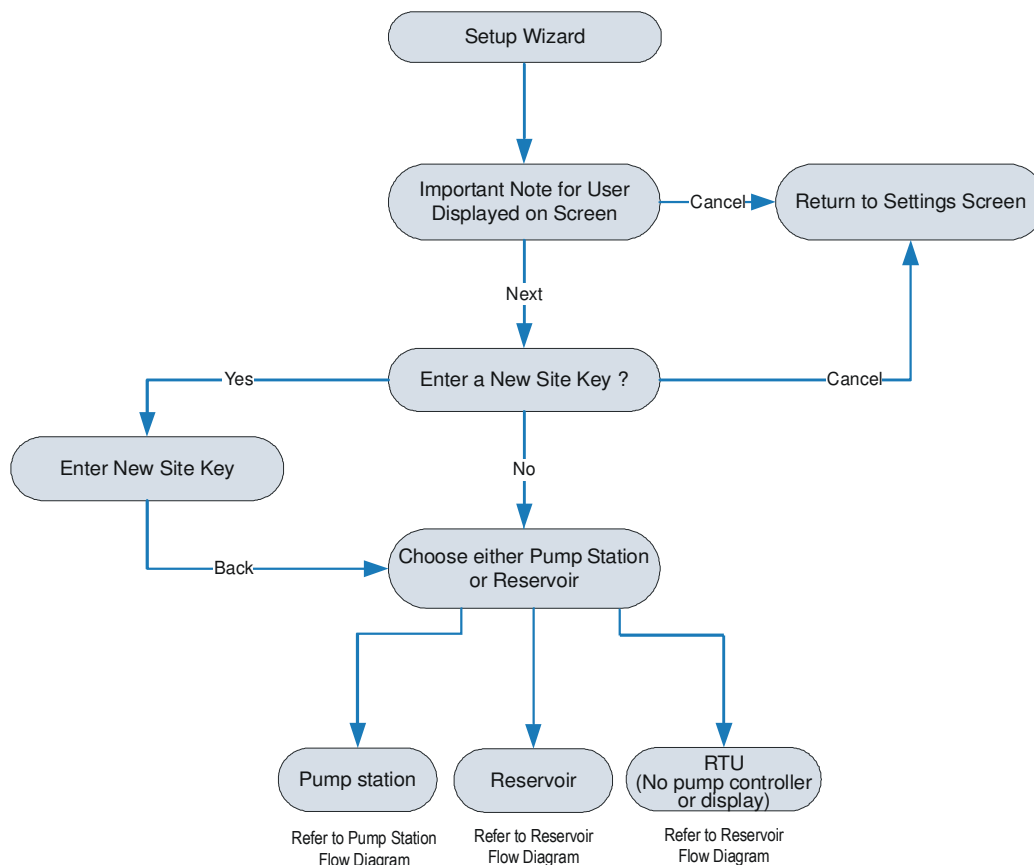 Setup Wizard
Important Note for User
Displayed on Screen
Cancel
Return to Settings Screen
Next
Yes
Enter a New Site Key ?
Cancel
Enter New Site Key
No
Back
Choose either Pump Station
or Reservoir
Pump station
Reservoir
RTU
(No pump controller
or display)
Refer to Pump Station
Flow Diagram
Refer to Reservoir
Flow Diagram
Refer to Reservoir
Flow Diagram